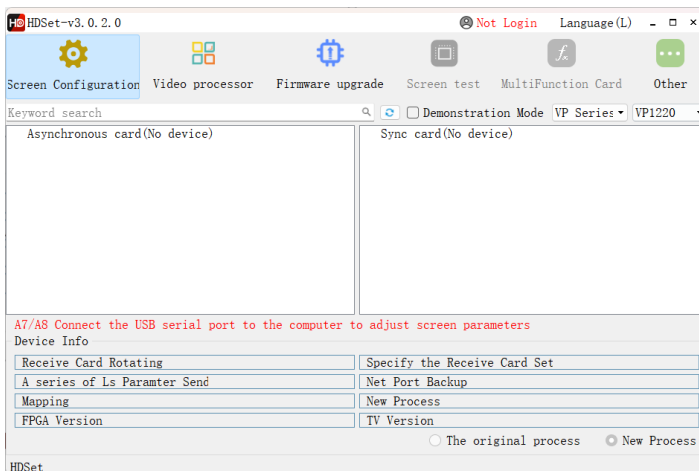 HD HDSet-v3.0.2.0 Not Login Language(L)
Screen Configuration Video processor Firmware upgrade Screen test MultiFunction Card Other
Keyword search Demonstration Mode VP Series VP1220
Asynchronous card(No device) Sync card(No device)
A7/A8 Connect the USB serial port to the computer to adjust screen parameters
Device Info
Receive Card Rotating Specify the Receive Card Set
A series of Ls Paramter Send Net Port Backup
Mapping New Process
FPGA Version TV Version
The original process New Process
HDSet